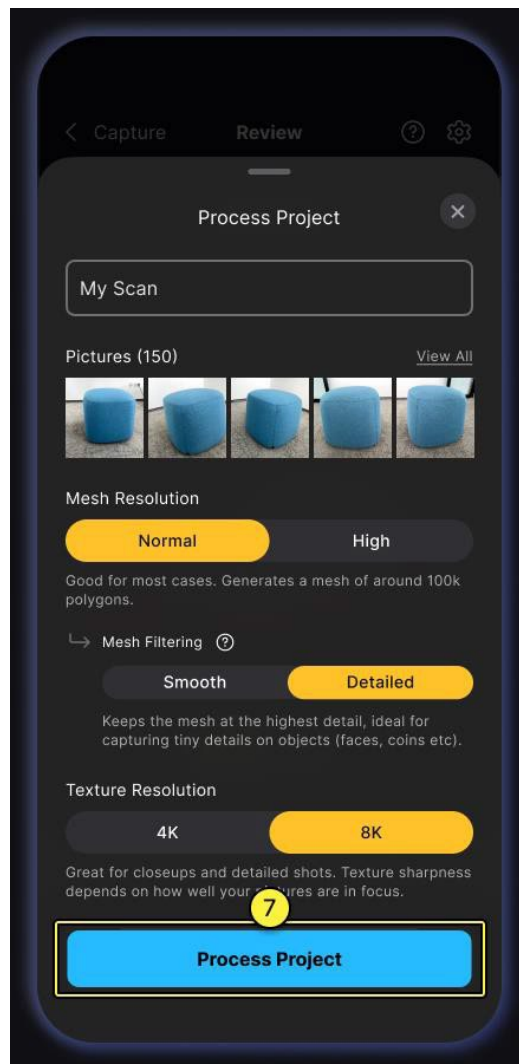 Capture
Review
Process Project
My Scan
Pictures (150)
View All
Mesh Resolution
Normal
High
Good for most cases. Generates a mesh of around 100k
polygons.
Mesh Filtering
Smooth
Detailed
Keeps the mesh at the highest detail, ideal for
capturing tiny details on objects (faces, coins etc).
Texture Resolution
4K
8K
Great for closeups and detailed shots. Texture sharpness
depends on how well your pictures are in focus.
7
Process Project